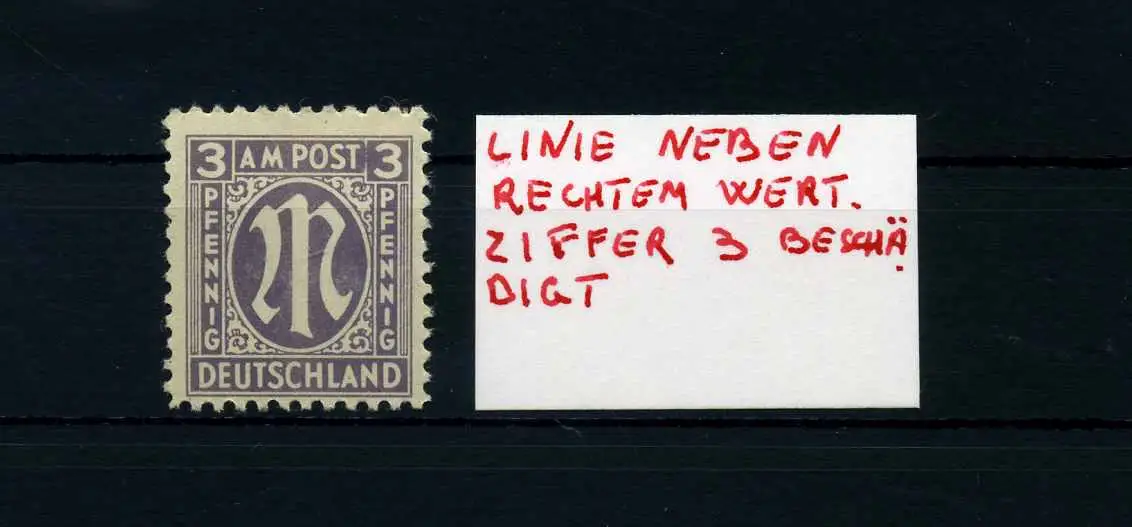 3 AM POST 3
PFENNIG
PFENNIG
DEUTSCHLAND
LINIE NEBEN
RECHTEM WERT.
ZIFFER 3 BESCHÄ
DIGT